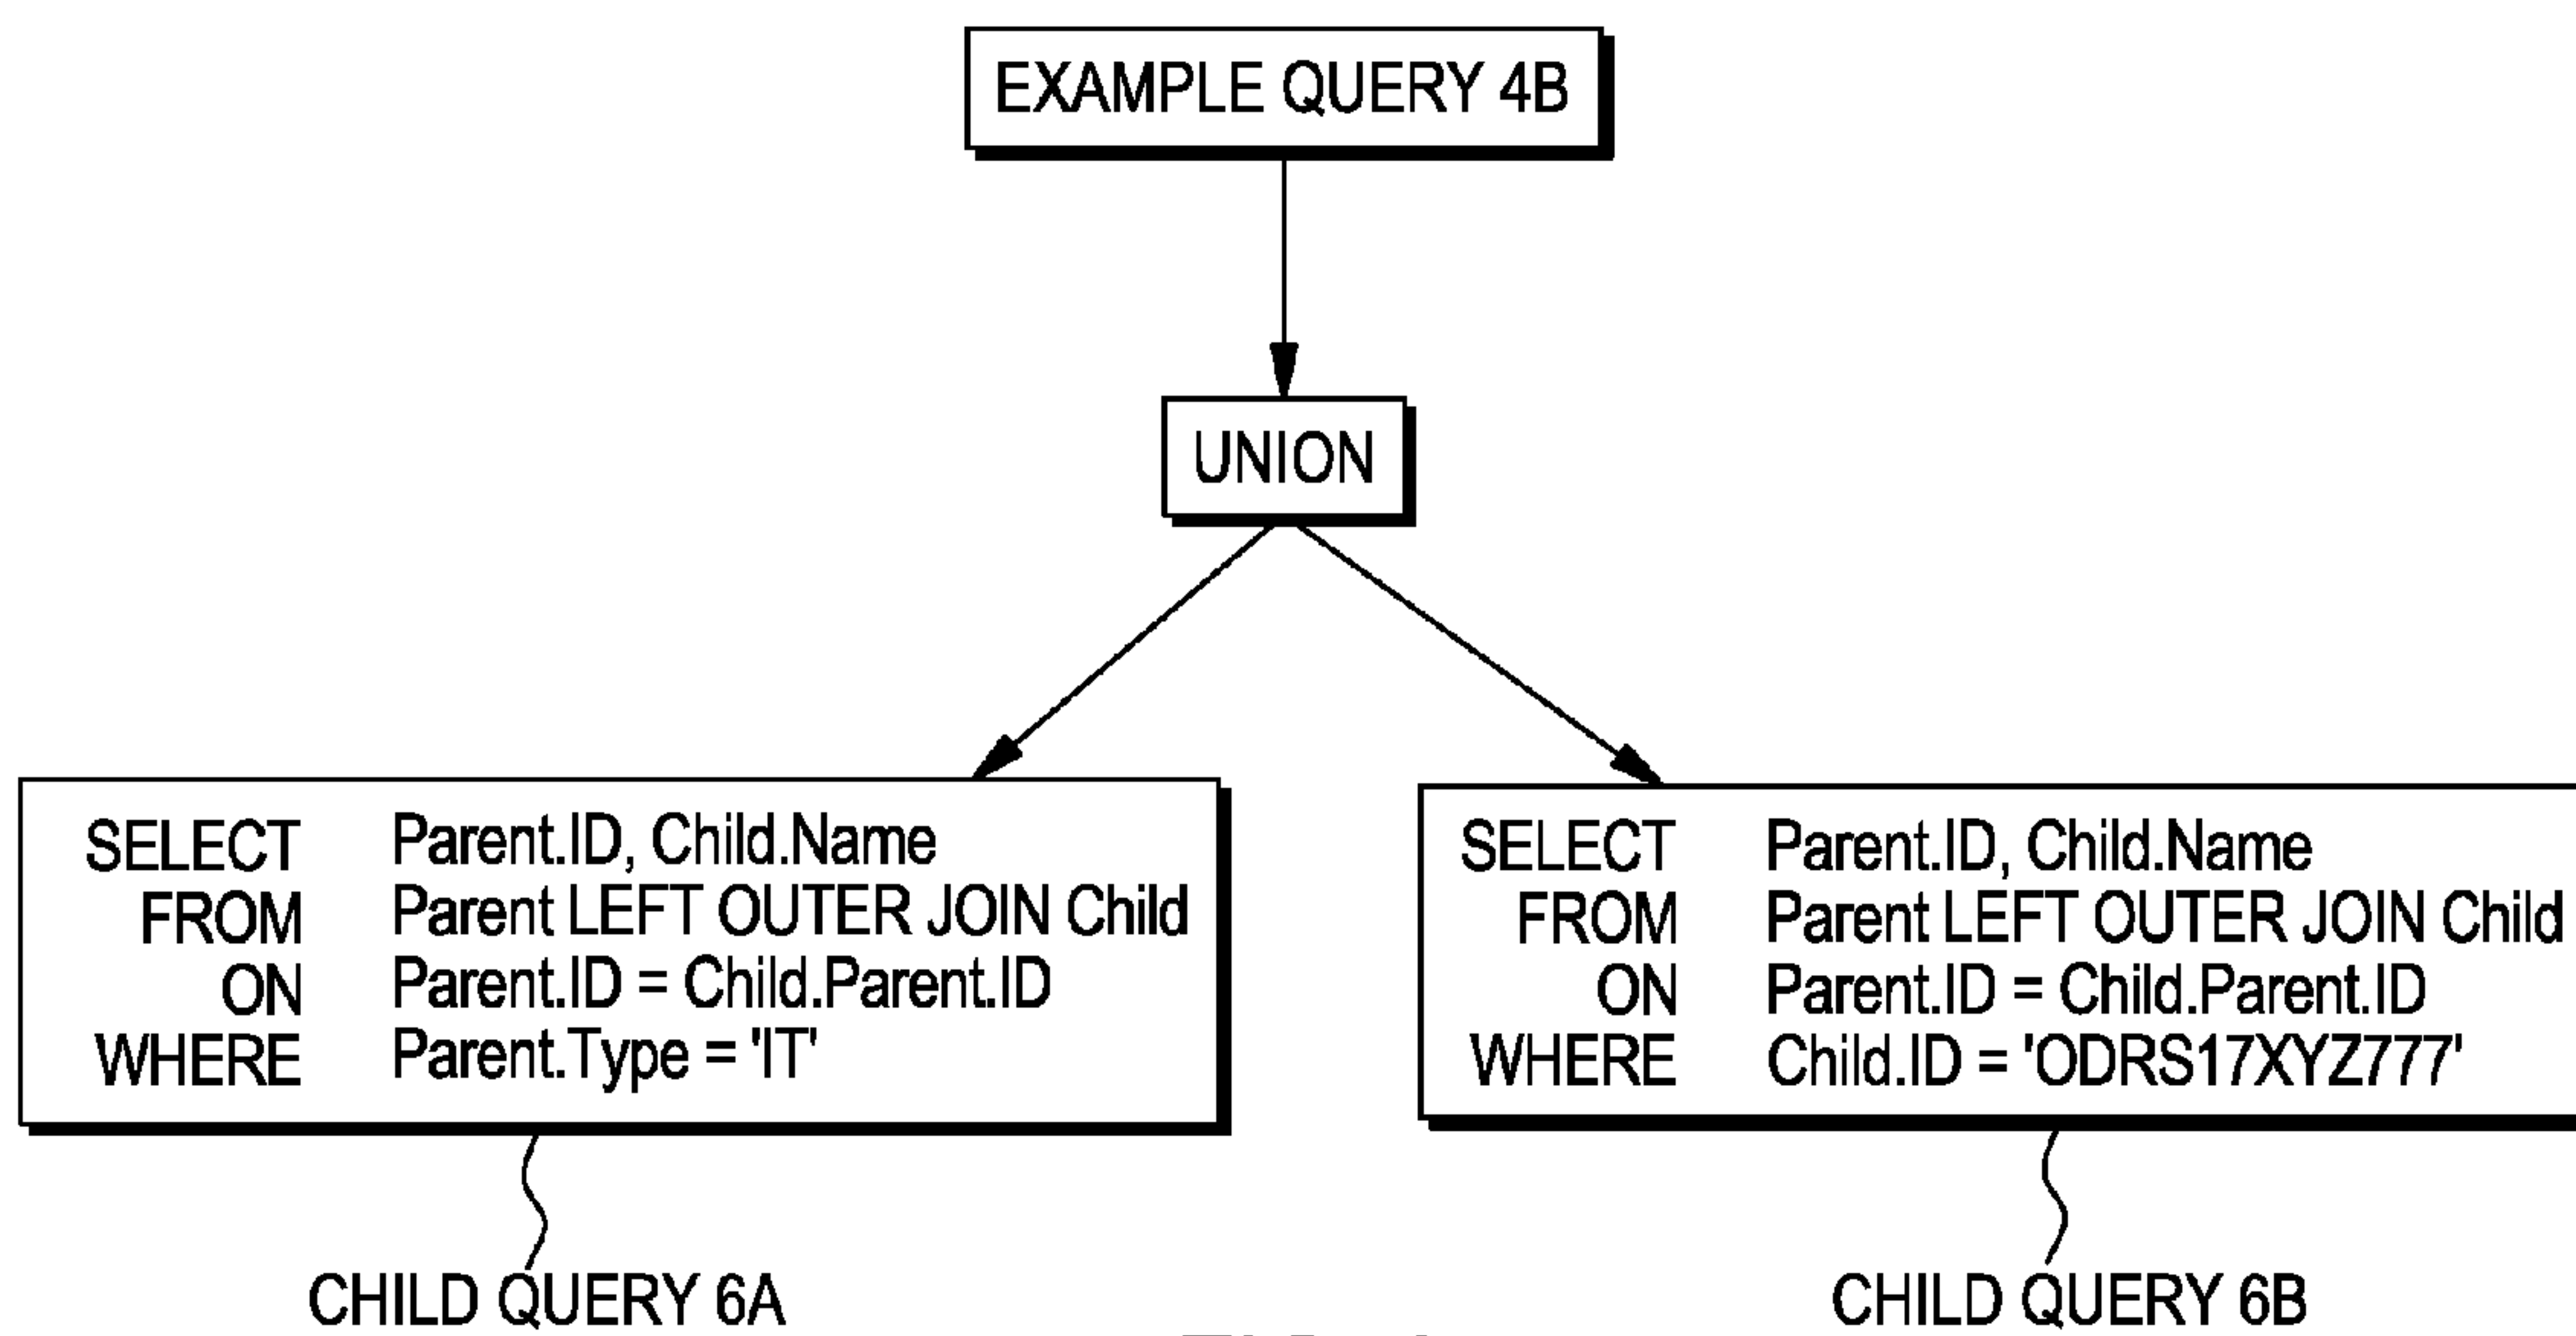 EXAMPLE QUERY 4B
UNION
SELECT Parent.ID, Child.Name
FROM Parent LEFT OUTER JOIN Child
ON Parent.ID = Child.Parent.ID
WHERE Parent.Type = 'IT'
CHILD QUERY 6A
SELECT Parent.ID, Child.Name
FROM Parent LEFT OUTER JOIN Child
ON Parent.ID = Child.Parent.ID
WHERE Child.ID = 'ODRS17XYZ777'
CHILD QUERY 6B